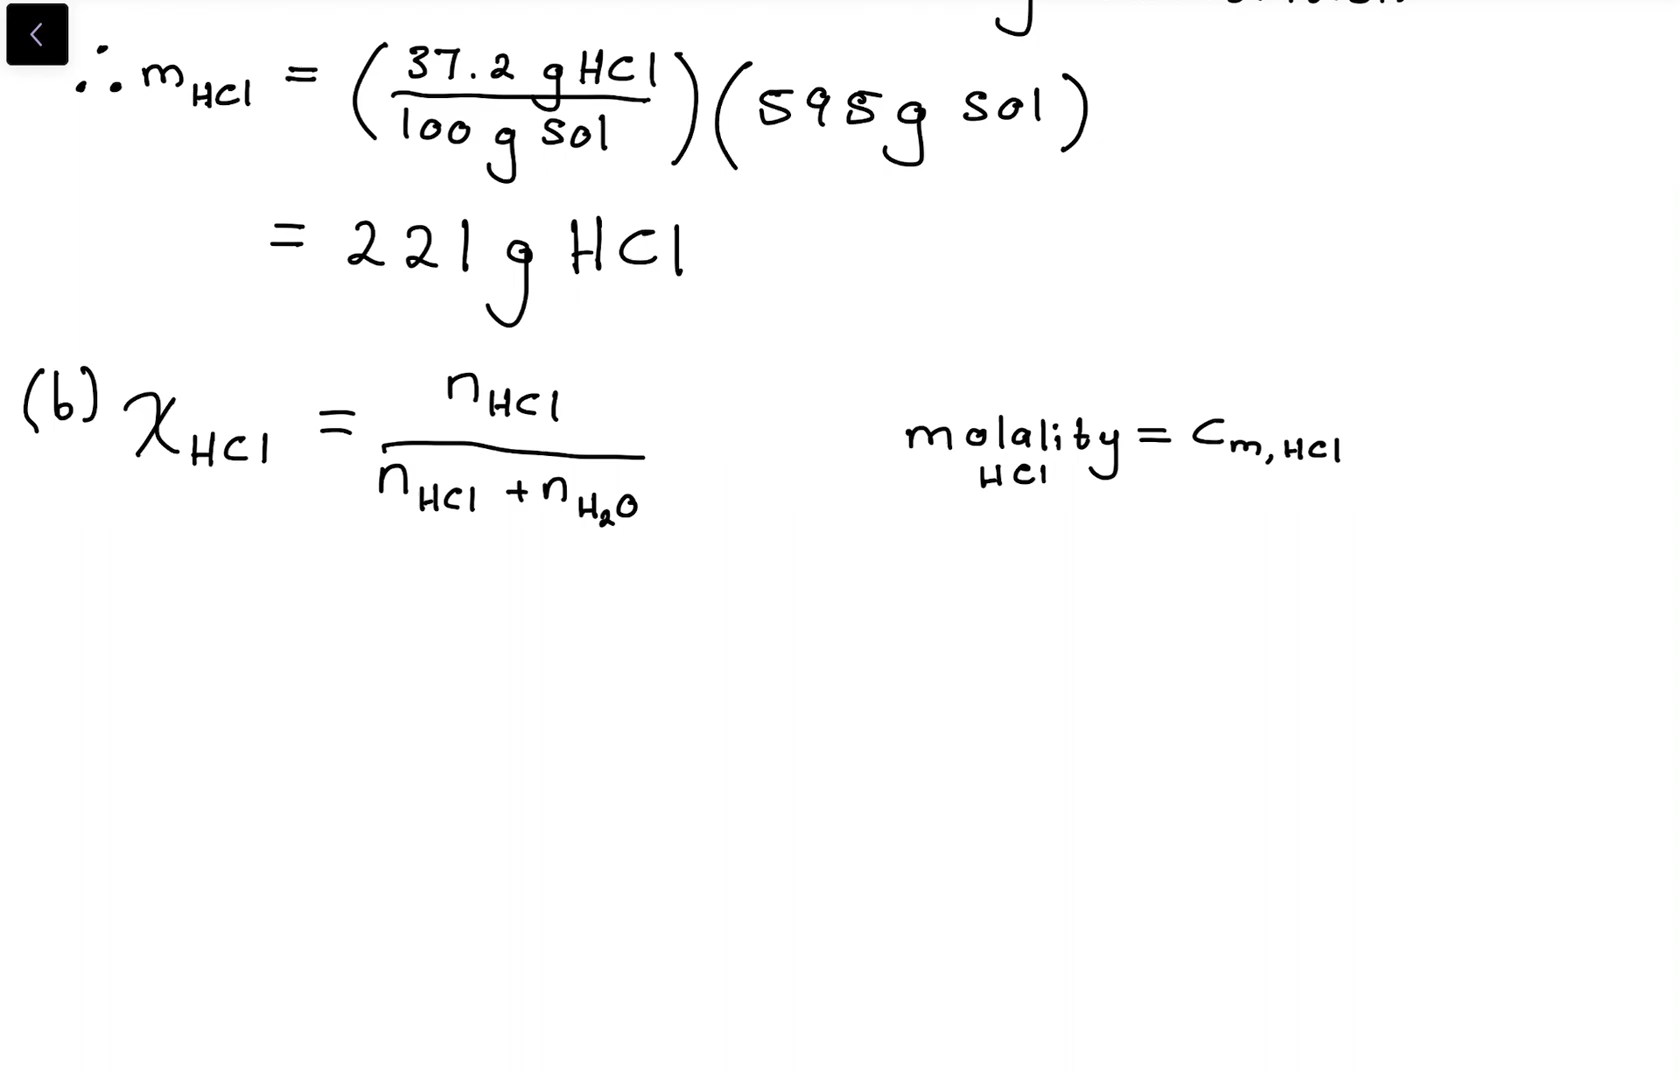 ∴ m_HCl = (37.2 g HCl / 100 g sol)(595 g sol)
= 221 g HCl
(b) χ_HCl = n_HCl / (n_HCl + n_H₂O)
molality_HCl = C_m,HCl